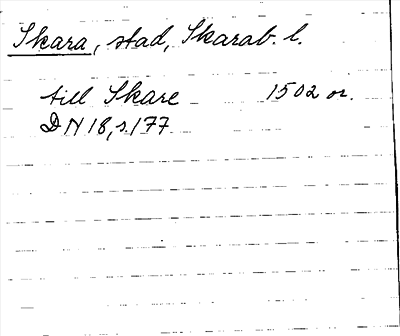 Skara, stad, Skarab. l.
till Skare 1502 or.
DN 18, s. 177